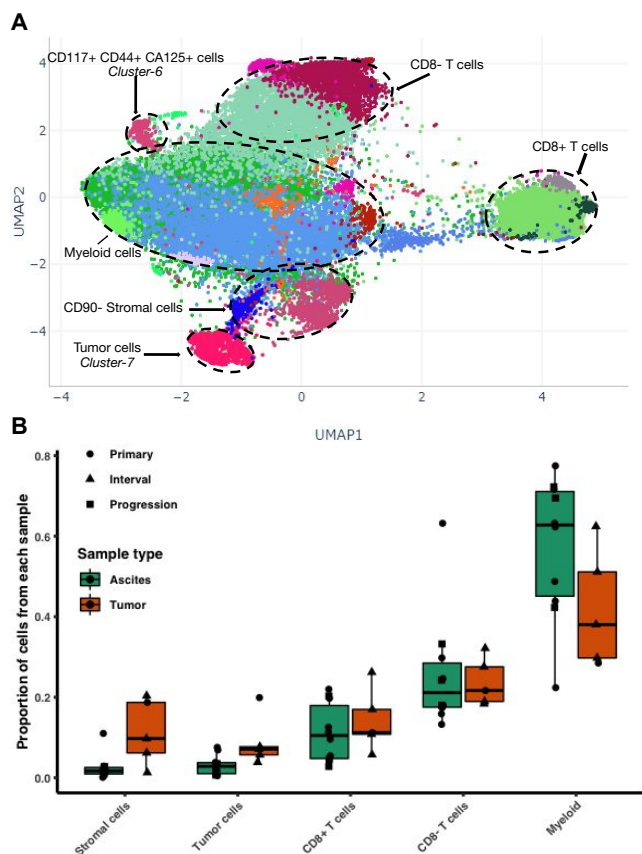 A
CD117+ CD44+ CA125+ cells
Cluster-6
CD8- T cells
CD8+ T cells
Myeloid cells
CD90- Stromal cells
Tumor cells
Cluster-7
UMAP2
4
2
0
−2
−4
−4
−2
0
2
4
UMAP1
B
Primary
Interval
Progression
Sample type
Ascites
Tumor
Proportion of cells from each sample
0.8
0.6
0.4
0.2
0.0
Stromal cells
Tumor cells
CD8+ T cells
CD8- T cells
Myeloid